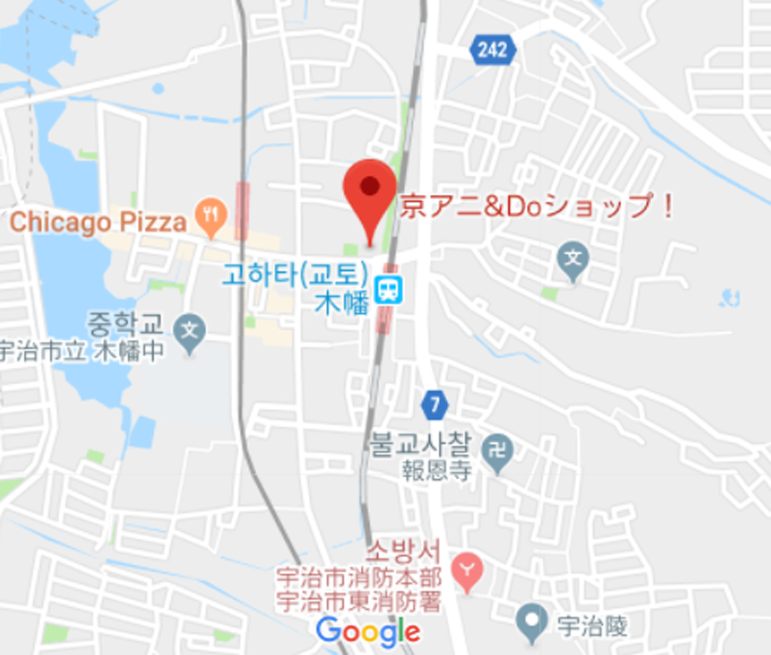 242
京アニ&Doショップ！
Chicago Pizza
고하타(교토)
木幡
중학교
宇治市立 木幡中
文
文
7
불교사찰
報恩寺
卍
소방서
宇治市消防本部
宇治市東消防署
Google
宇治陵